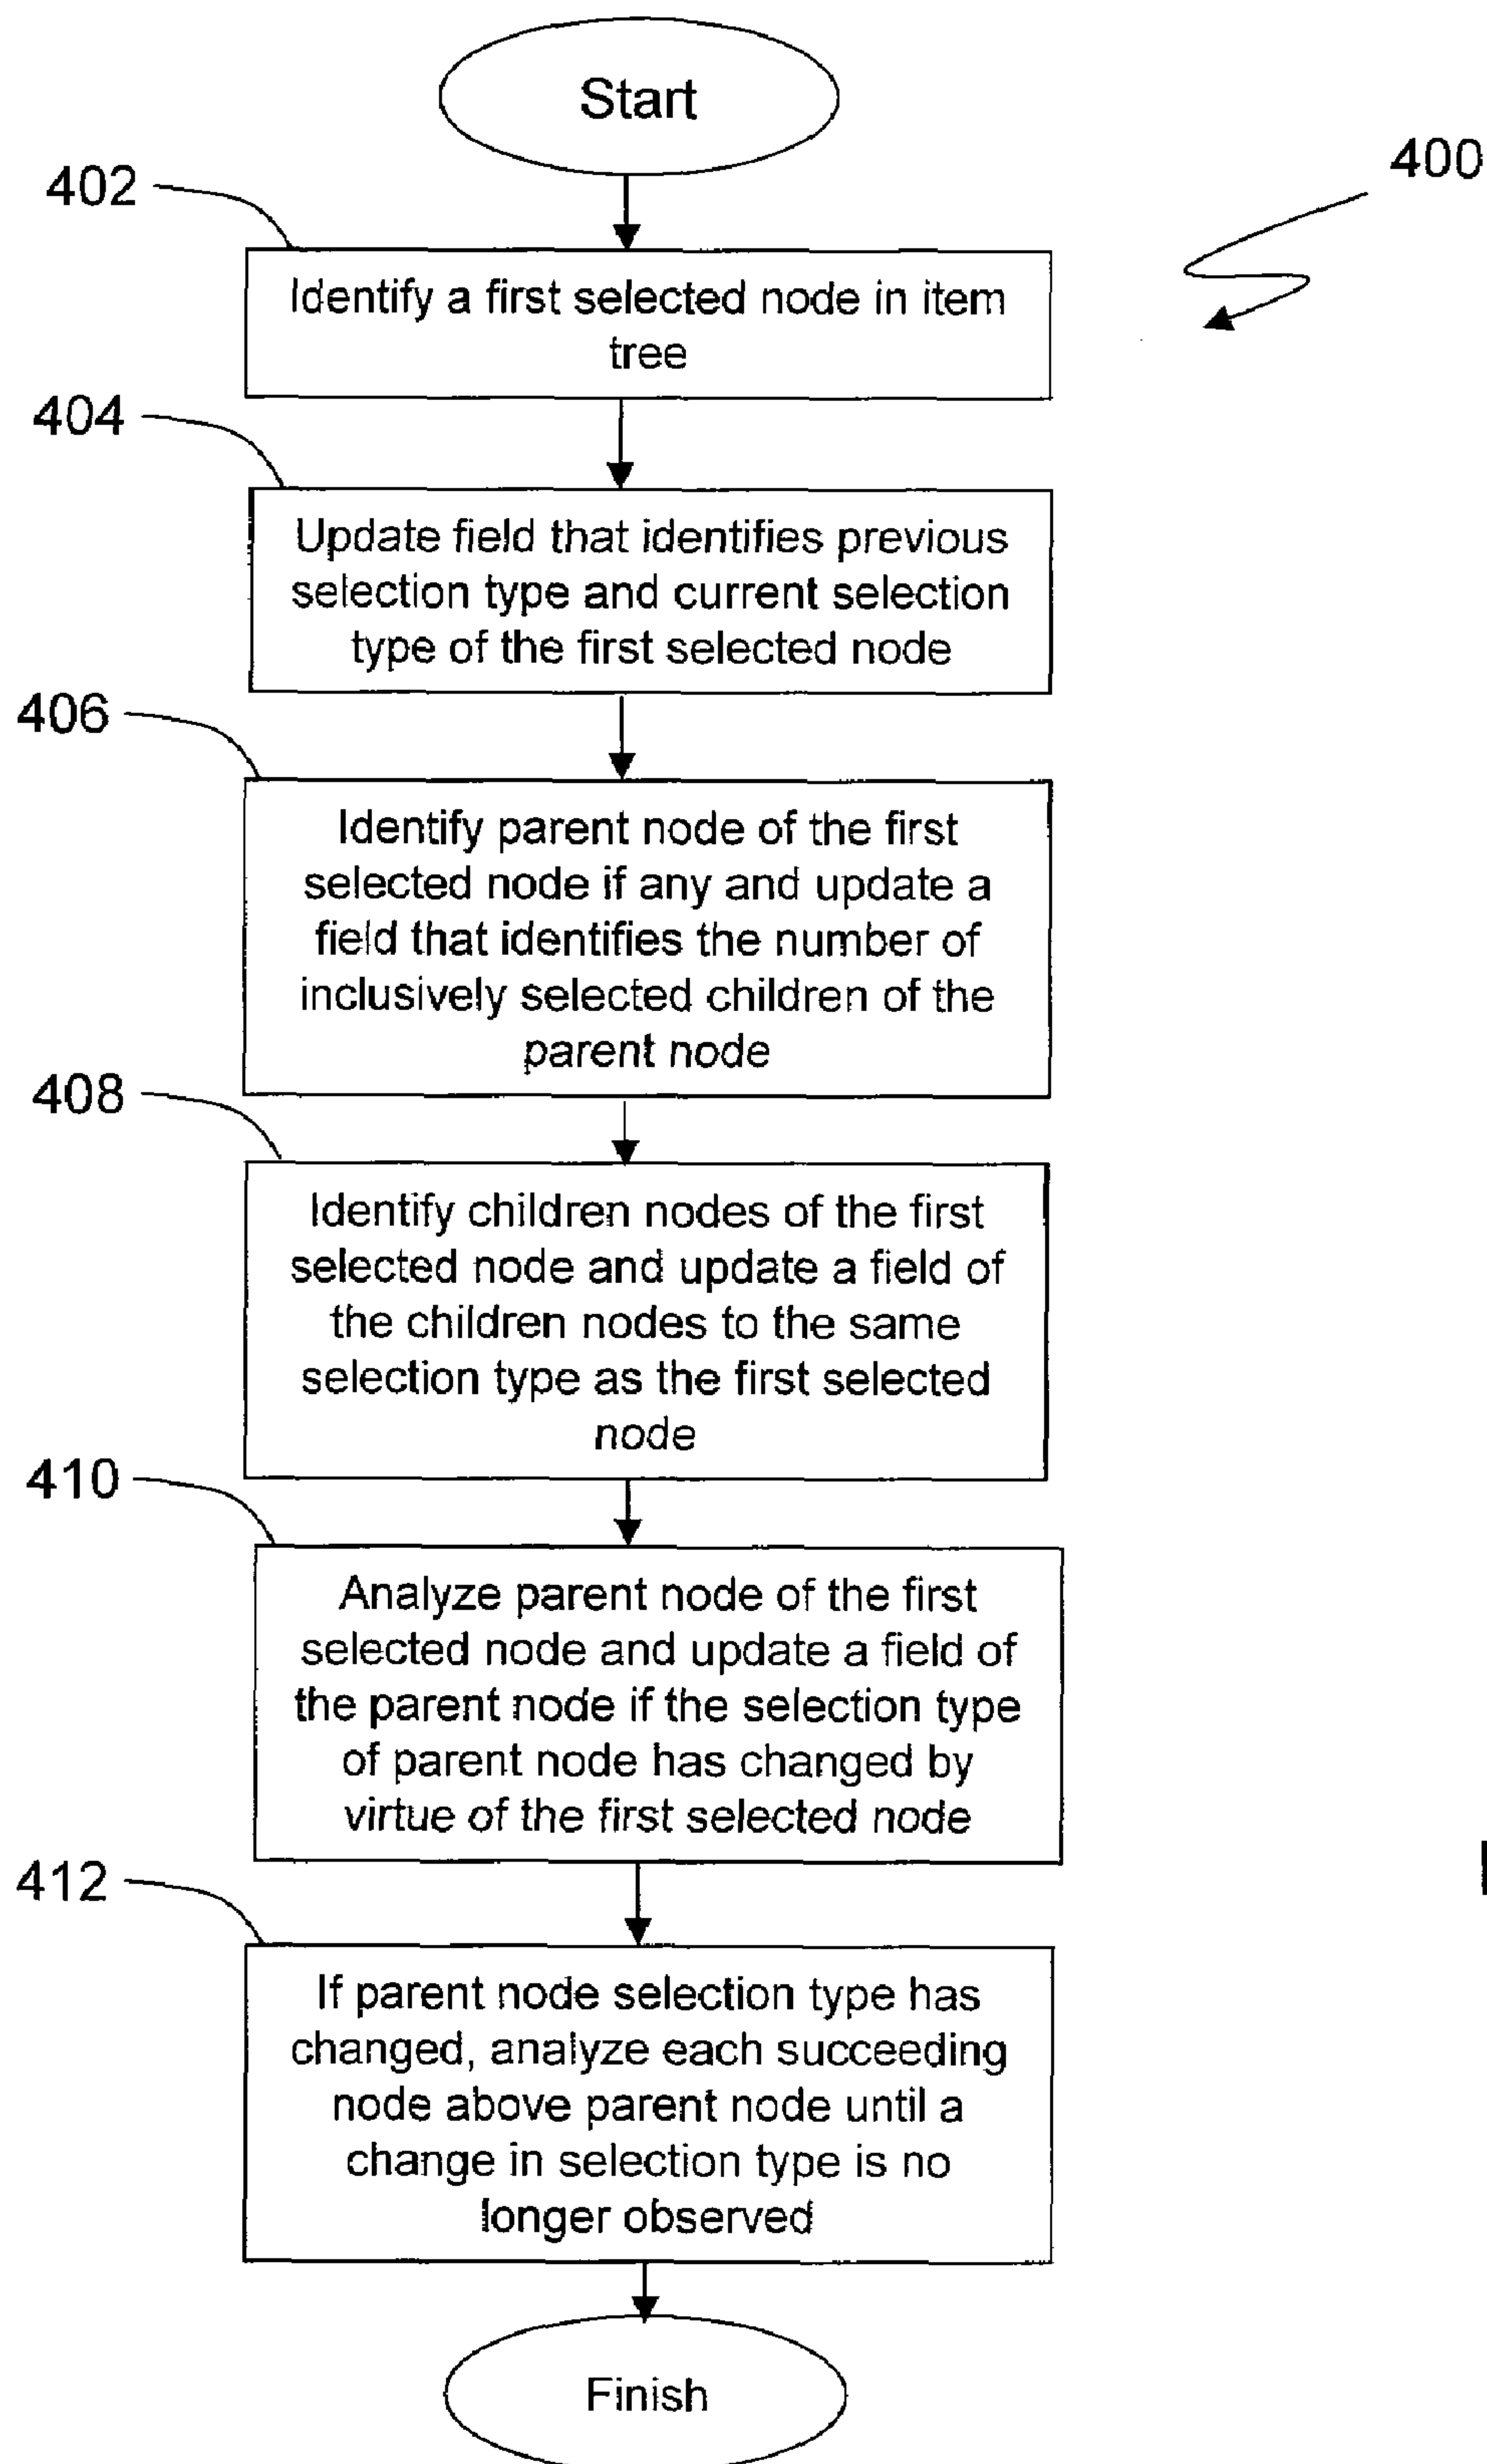 Start
400
402
Identify a first selected node in item
tree
404
Update field that identifies previous
selection type and current selection
type of the first selected node
406
Identify parent node of the first
selected node if any and update a
field that identifies the number of
inclusively selected children of the
parent node
408
Identify children nodes of the first
selected node and update a field of
the children nodes to the same
selection type as the first selected
node
410
Analyze parent node of the first
selected node and update a field of
the parent node if the selection type
of parent node has changed by
virtue of the first selected node
412
If parent node selection type has
changed, analyze each succeeding
node above parent node until a
change in selection type is no
longer observed
Finish